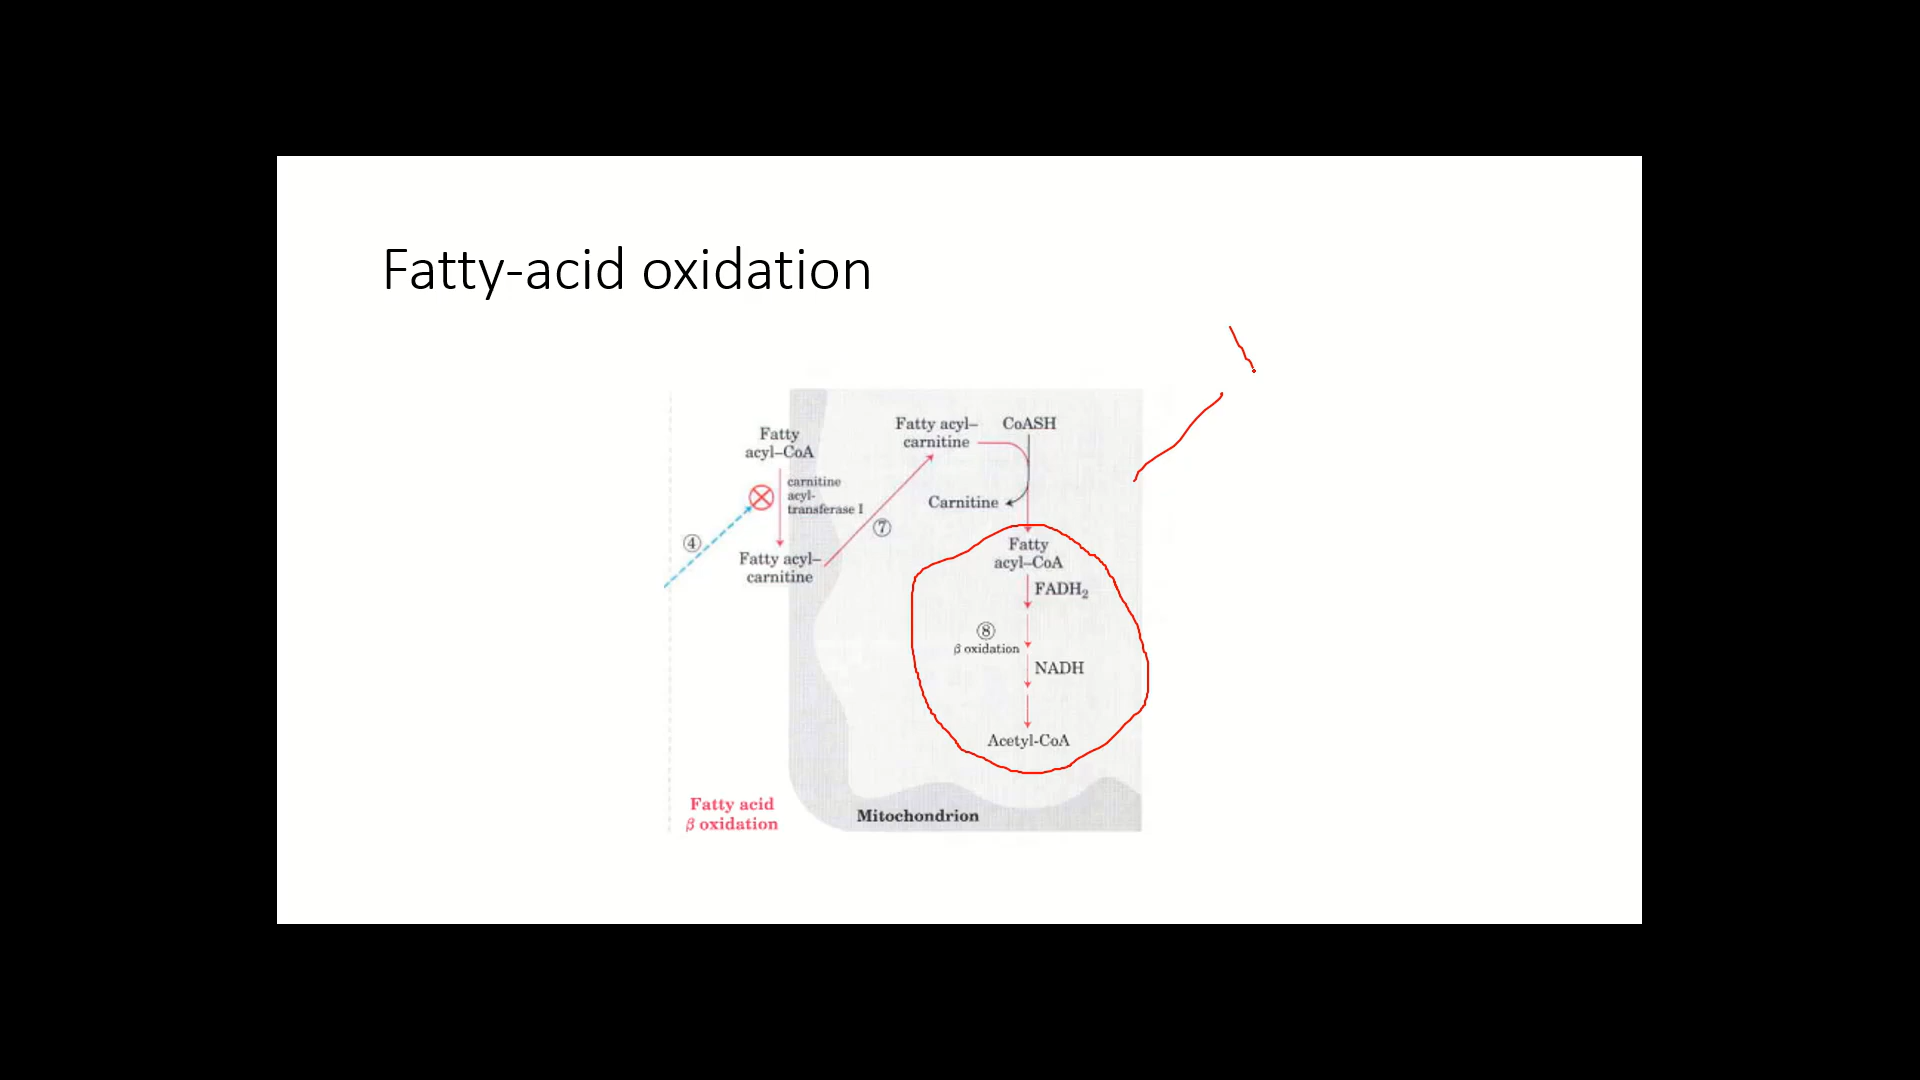 Fatty-acid oxidation
Fatty
acyl–CoA
carnitine
acyl-
transferase I
④
Fatty acyl–
carnitine
⑦
Fatty acyl–
carnitine
CoASH
Carnitine
Fatty
acyl–CoA
FADH₂
⑧
β oxidation
NADH
Acetyl-CoA
Fatty acid
β oxidation
Mitochondrion